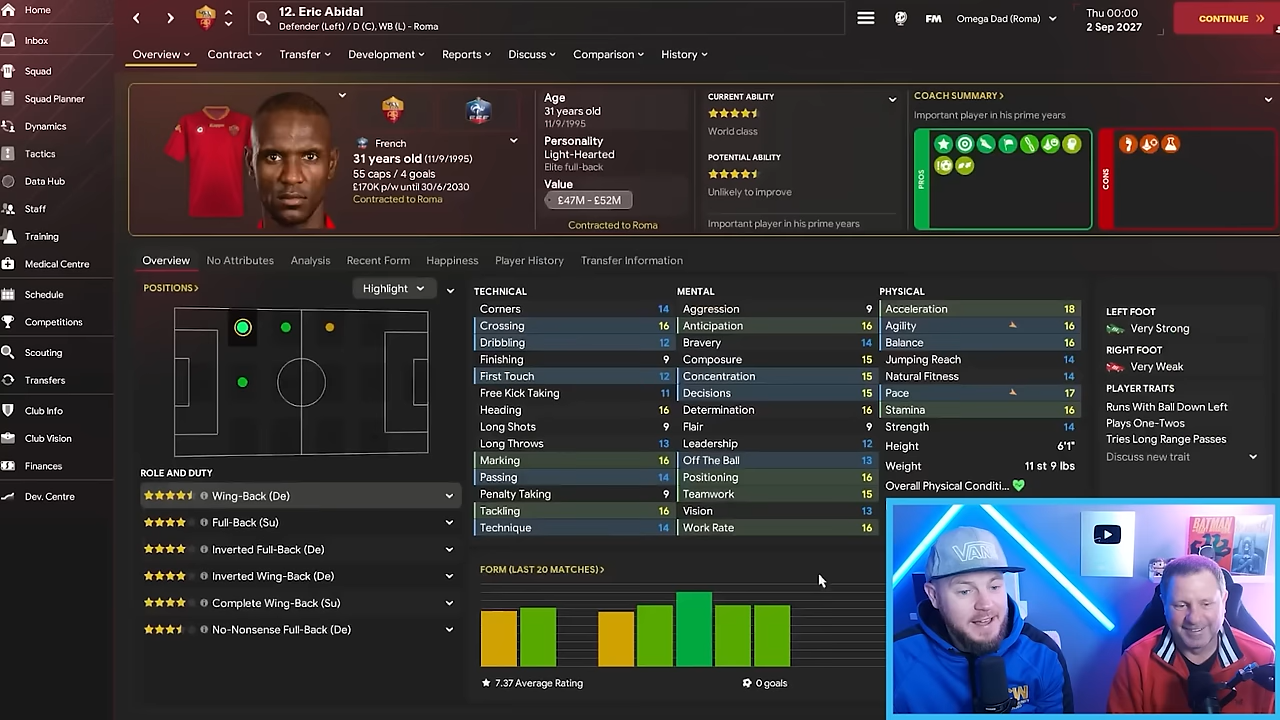 Home
Inbox
Squad
Squad Planner
Dynamics
Tactics
Data Hub
Staff
Training
Medical Centre
Schedule
Competitions
Scouting
Transfers
Club Info
Club Vision
Finances
Dev. Centre
12. Eric Abidal
Defender (Left) / D (C), WB (L) - Roma
FM
Omega Dad (Roma)
Thu 00:00
2 Sep 2027
CONTINUE
Overview
Contract
Transfer
Development
Reports
Discuss
Comparison
History
French
31 years old (11/9/1995)
55 caps / 4 goals
£170K p/w until 30/6/2030
Contracted to Roma
Age
31 years old
11/9/1995
Personality
Light-Hearted
Elite full-back
Value
£47M - £52M
Contracted to Roma
CURRENT ABILITY
World class
POTENTIAL ABILITY
Unlikely to improve
Important player in his prime years
COACH SUMMARY >
Important player in his prime years
PROS
CONS
Overview
No Attributes
Analysis
Recent Form
Happiness
Player History
Transfer Information
POSITIONS >
Highlight
ROLE AND DUTY
Wing-Back (De)
Full-Back (Su)
Inverted Full-Back (De)
Inverted Wing-Back (De)
Complete Wing-Back (Su)
No-Nonsense Full-Back (De)
TECHNICAL
Corners 14
Crossing 16
Dribbling 12
Finishing 9
First Touch 12
Free Kick Taking 11
Heading 16
Long Shots 9
Long Throws 13
Marking 16
Passing 14
Penalty Taking 9
Tackling 16
Technique 14
MENTAL
Aggression 9
Anticipation 16
Bravery 14
Composure 15
Concentration 15
Decisions 15
Determination 16
Flair 9
Leadership 12
Off The Ball 13
Positioning 16
Teamwork 15
Vision 13
Work Rate 16
PHYSICAL
Acceleration 18
Agility 16
Balance 16
Jumping Reach 14
Natural Fitness 14
Pace 17
Stamina 16
Strength 14
Height 6'1"
Weight 11 st 9 lbs
Overall Physical Conditi...
LEFT FOOT
Very Strong
RIGHT FOOT
Very Weak
PLAYER TRAITS
Runs With Ball Down Left
Plays One-Twos
Tries Long Range Passes
Discuss new trait
FORM (LAST 20 MATCHES) >
7.37 Average Rating
0 goals
VAN
BATMAN